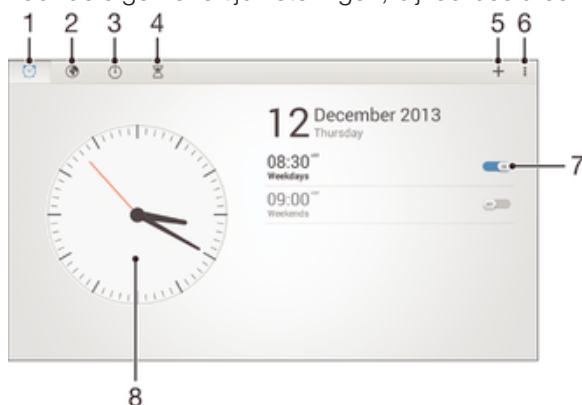 1 2 3 4 5 6
12 December 2013
Thursday
08:30
Weekdays
7
09:00
Weekends
8